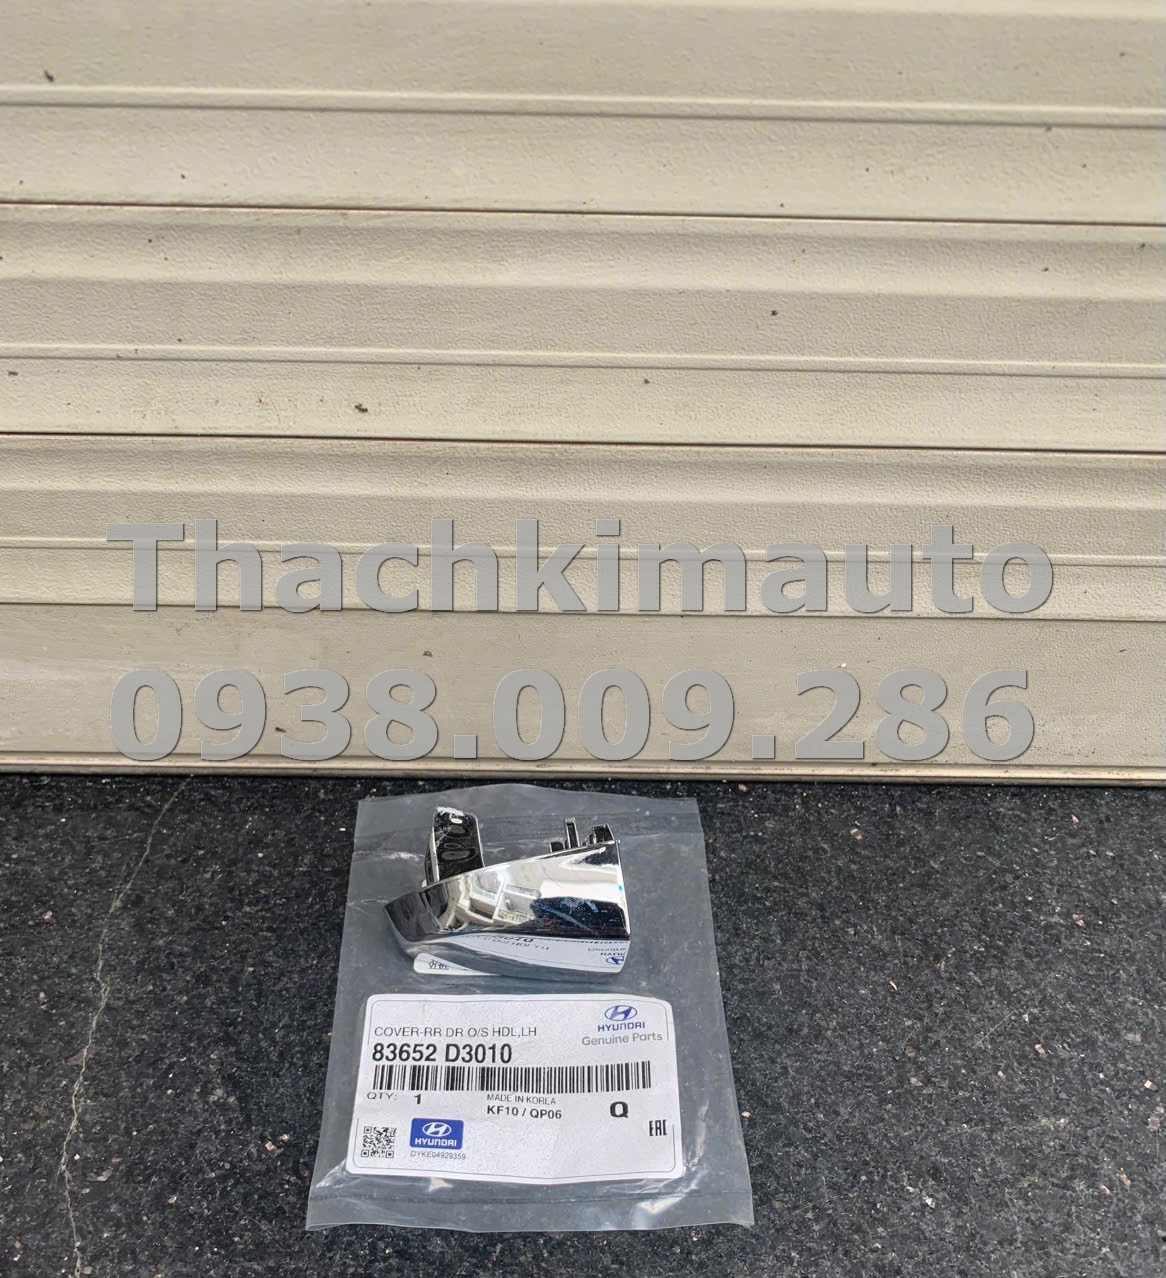 Thachkimauto
0938.009.286
COVER-RR DR O/S HDL,LH
HYUNDAI
Genuine Parts
83652 D3010
QTY: 1
MADE IN KOREA
KF10 / QP06
Q
EAC
HYUNDAI
DYKE04929359